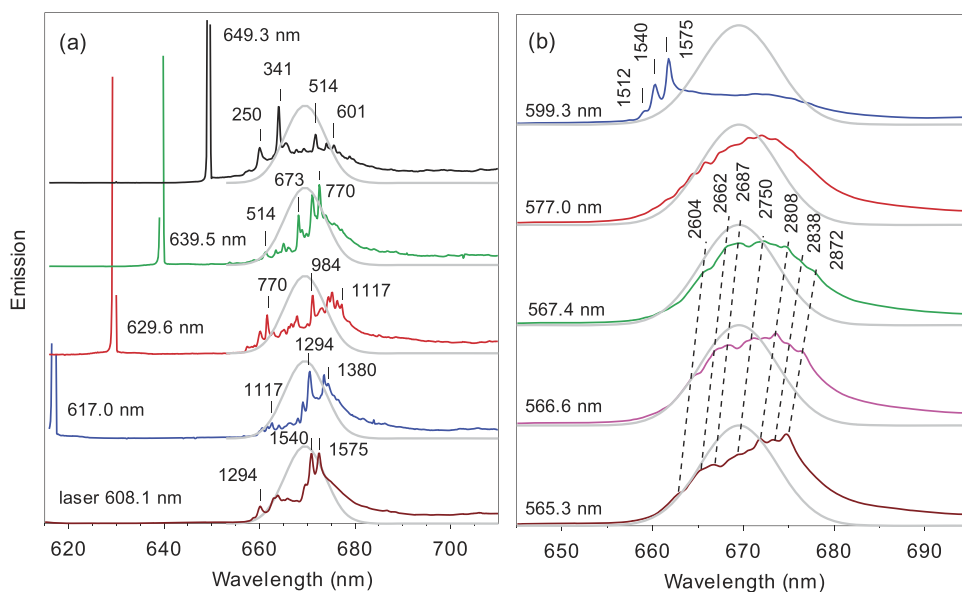 (a)
649.3 nm
341
514
250
601
673
770
514
639.5 nm
984
770
1117
629.6 nm
1294
1380
1117
617.0 nm
1540
1575
1294
laser 608.1 nm
620
640
660
680
700
Wavelength (nm)
Emission
(b)
1512
1540
1575
599.3 nm
577.0 nm
2604
2662
2687
2750
2808
2838
2872
567.4 nm
566.6 nm
565.3 nm
650
660
670
680
690
Wavelength (nm)